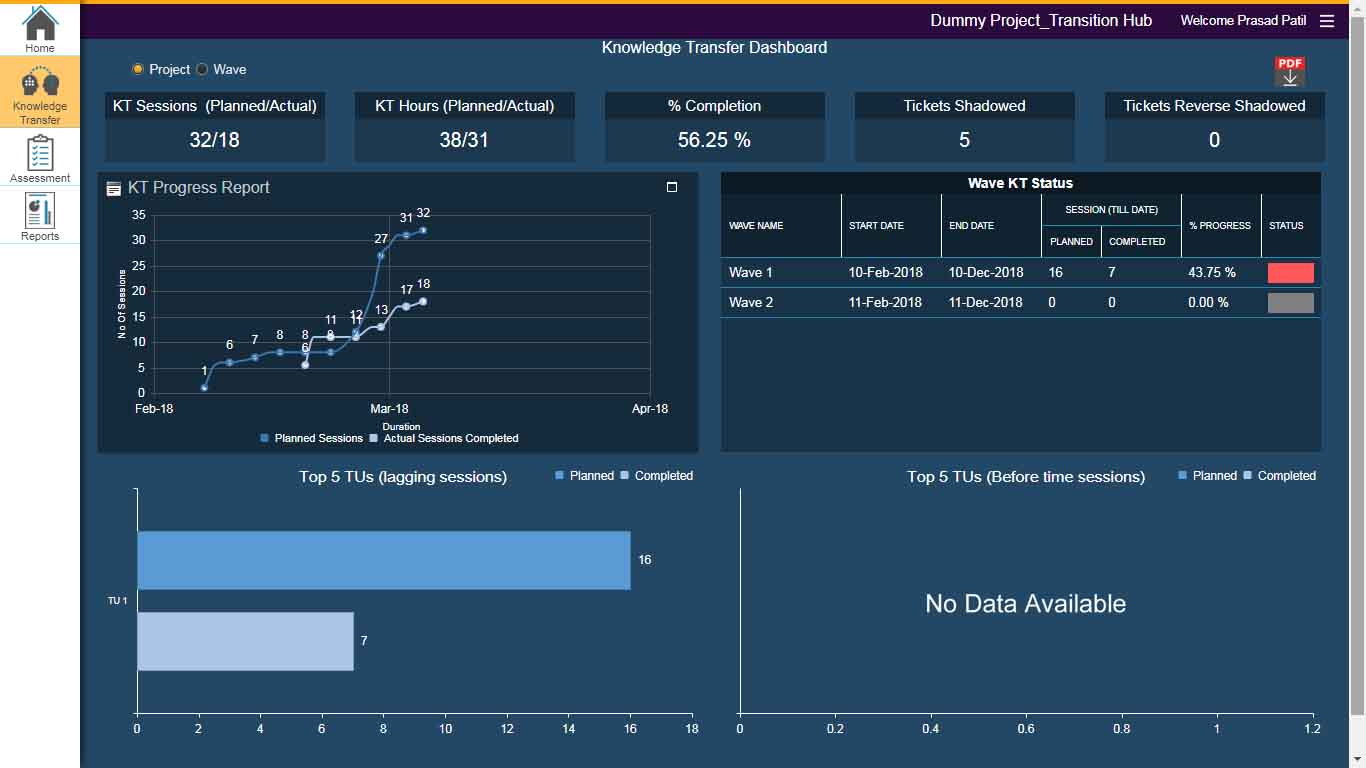 Dummy Project_Transition Hub
Welcome Prasad Patil
Home
Knowledge
Transfer
Assessment
Reports
Knowledge Transfer Dashboard
Project
Wave
PDF
KT Sessions (Planned/Actual)
32/18
KT Hours (Planned/Actual)
38/31
% Completion
56.25 %
Tickets Shadowed
5
Tickets Reverse Shadowed
0
KT Progress Report
No Of Sessions
35
30
25
20
15
10
5
0
1
6
7
8
8
8
12
27
31
32
6
11
11
13
17
18
Feb-18
Mar-18
Apr-18
Duration
Planned Sessions
Actual Sessions Completed
Wave KT Status
WAVE NAME
START DATE
END DATE
SESSION (TILL DATE)
PLANNED
COMPLETED
% PROGRESS
STATUS
Wave 1 10-Feb-2018 10-Dec-2018 16 7 43.75 %
Wave 2 11-Feb-2018 11-Dec-2018 0 0 0.00 %
Top 5 TUs (lagging sessions)
Planned
Completed
TU 1
16
7
0 2 4 6 8 10 12 14 16 18
Top 5 TUs (Before time sessions)
Planned
Completed
No Data Available
0 0.2 0.4 0.6 0.8 1 1.2